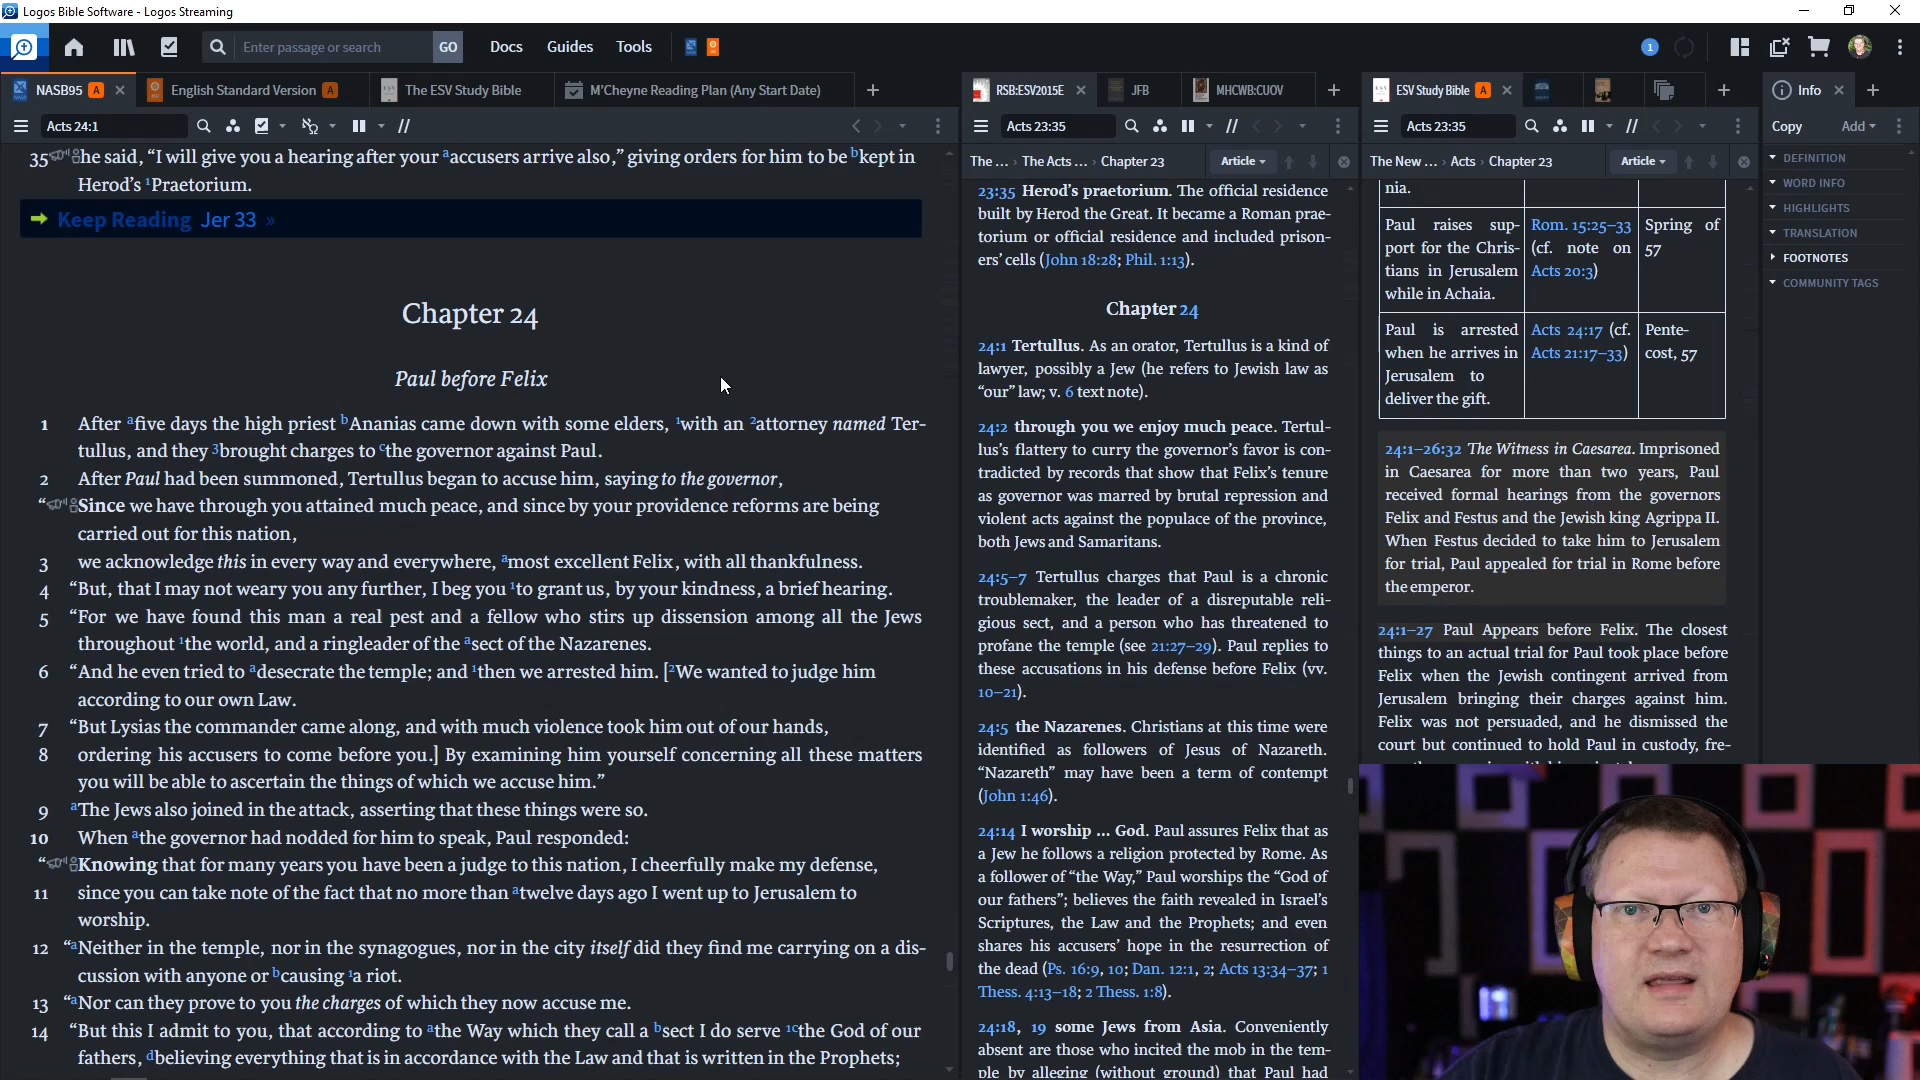 Logos Bible Software - Logos Streaming
Enter passage or search
GO
Docs
Guides
Tools
1
NASB95 A
English Standard Version A
The ESV Study Bible
M'Cheyne Reading Plan (Any Start Date)
Acts 24:1
35 he said, “I will give you a hearing after your aaccusers arrive also,” giving orders for him to be bkept in
Herod’s 1Praetorium.
Keep Reading Jer 33 »
Chapter 24
Paul before Felix
1 After afive days the high priest bAnanias came down with some elders, 1with an 2attorney named Ter-
tullus, and they 3brought charges to cthe governor against Paul.
2 After Paul had been summoned, Tertullus began to accuse him, saying to the governor,
“Since we have through you attained much peace, and since by your providence reforms are being
carried out for this nation,
3 we acknowledge this in every way and everywhere, amost excellent Felix, with all thankfulness.
4 “But, that I may not weary you any further, I beg you 1to grant us, by your kindness, a brief hearing.
5 “For we have found this man a real pest and a fellow who stirs up dissension among all the Jews
throughout 1the world, and a ringleader of the asect of the Nazarenes.
6 “And he even tried to adesecrate the temple; and 1then we arrested him. [2We wanted to judge him
according to our own Law.
7 “But Lysias the commander came along, and with much violence took him out of our hands,
8 ordering his accusers to come before you.] By examining him yourself concerning all these matters
you will be able to ascertain the things of which we accuse him.”
9 aThe Jews also joined in the attack, asserting that these things were so.
10 When athe governor had nodded for him to speak, Paul responded:
“Knowing that for many years you have been a judge to this nation, I cheerfully make my defense,
11 since you can take note of the fact that no more than atwelve days ago I went up to Jerusalem to
worship.
12 “aNeither in the temple, nor in the synagogues, nor in the city itself did they find me carrying on a dis-
cussion with anyone or bcausing 1a riot.
13 “aNor can they prove to you the charges of which they now accuse me.
14 “But this I admit to you, that according to athe Way which they call a bsect I do serve 1cthe God of our
fathers, dbelieving everything that is in accordance with the Law and that is written in the Prophets;
RSB:ESV2015E
JFB
MHCWB:CUOV
Acts 23:35
The ... › The Acts ... › Chapter 23
Article
23:35 Herod’s praetorium. The official residence
built by Herod the Great. It became a Roman prae-
torium or official residence and included prison-
ers’ cells (John 18:28; Phil. 1:13).
Chapter 24
24:1 Tertullus. As an orator, Tertullus is a kind of
lawyer, possibly a Jew (he refers to Jewish law as
“our” law; v. 6 text note).
24:2 through you we enjoy much peace. Tertul-
lus’s flattery to curry the governor’s favor is con-
tradicted by records that show that Felix’s tenure
as governor was marred by brutal repression and
violent acts against the populace of the province,
both Jews and Samaritans.
24:5–7 Tertullus charges that Paul is a chronic
troublemaker, the leader of a disreputable reli-
gious sect, and a person who has threatened to
profane the temple (see 21:27–29). Paul replies to
these accusations in his defense before Felix (vv.
10–21).
24:5 the Nazarenes. Christians at this time were
identified as followers of Jesus of Nazareth.
“Nazareth” may have been a term of contempt
(John 1:46).
24:14 I worship ... God. Paul assures Felix that as
a Jew he follows a religion protected by Rome. As
a follower of “the Way,” Paul worships the “God of
our fathers”; believes the faith revealed in Israel’s
Scriptures, the Law and the Prophets; and even
shares his accusers’ hope in the resurrection of
the dead (Ps. 16:9, 10; Dan. 12:1, 2; Acts 13:34–37; 1
Thess. 4:13–18; 2 Thess. 1:8).
24:18, 19 some Jews from Asia. Conveniently
absent are those who incited the mob in the tem-
ple by alleging (without ground) that Paul had
ESV Study Bible A
Acts 23:35
The New ... › Acts › Chapter 23
Article
nia.
Paul raises sup-
port for the Chris-
tians in Jerusalem
while in Achaia.
Rom. 15:25–33
(cf. note on
Acts 20:3)
Spring of
57
Paul is arrested
when he arrives in
Jerusalem to
deliver the gift.
Acts 24:17 (cf.
Acts 21:17–33)
Pente-
cost, 57
24:1–26:32 The Witness in Caesarea. Imprisoned
in Caesarea for more than two years, Paul
received formal hearings from the governors
Felix and Festus and the Jewish king Agrippa II.
When Festus decided to take him to Jerusalem
for trial, Paul appealed for trial in Rome before
the emperor.
24:1–27 Paul Appears before Felix. The closest
things to an actual trial for Paul took place before
Felix when the Jewish contingent arrived from
Jerusalem bringing their charges against him.
Felix was not persuaded, and he dismissed the
court but continued to hold Paul in custody, fre-
Info
Copy
Add
DEFINITION
WORD INFO
HIGHLIGHTS
TRANSLATION
FOOTNOTES
COMMUNITY TAGS